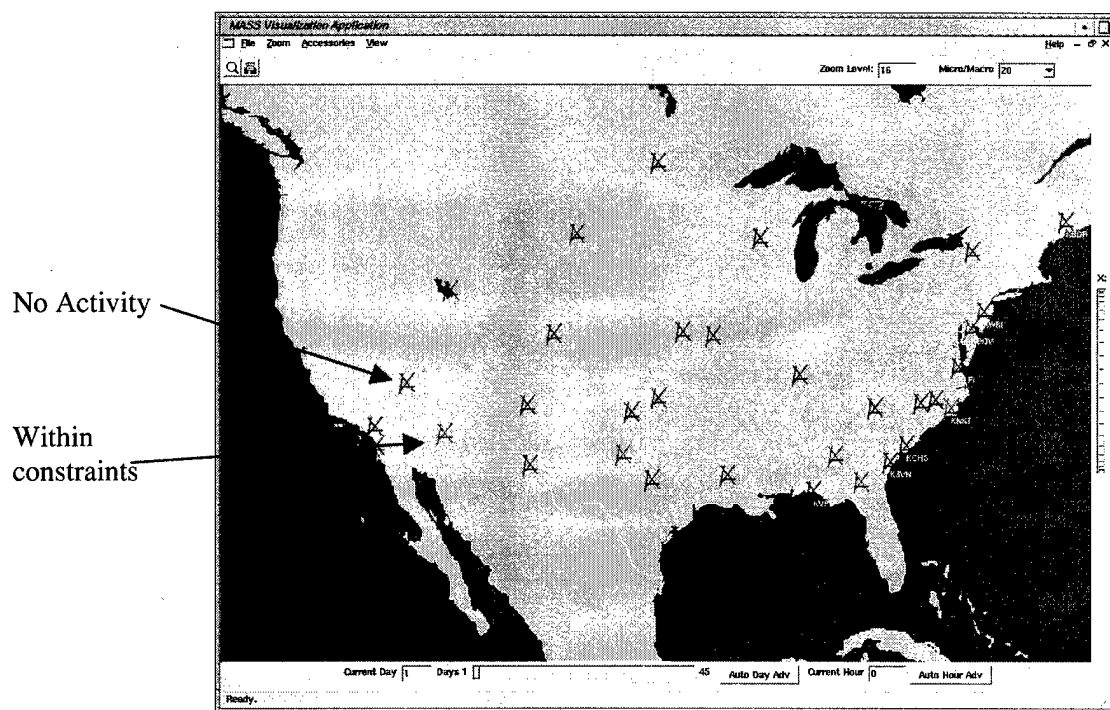 MASS Visualization Application
File Zoom Accessories View Help
Zoom Level: 16 Micro/Macro 20
No Activity
Within
constraints
KCHS
KSVN
Current Day 1 Days 1 45 Auto Day Adv Current Hour 0 Auto Hour Adv
Ready.